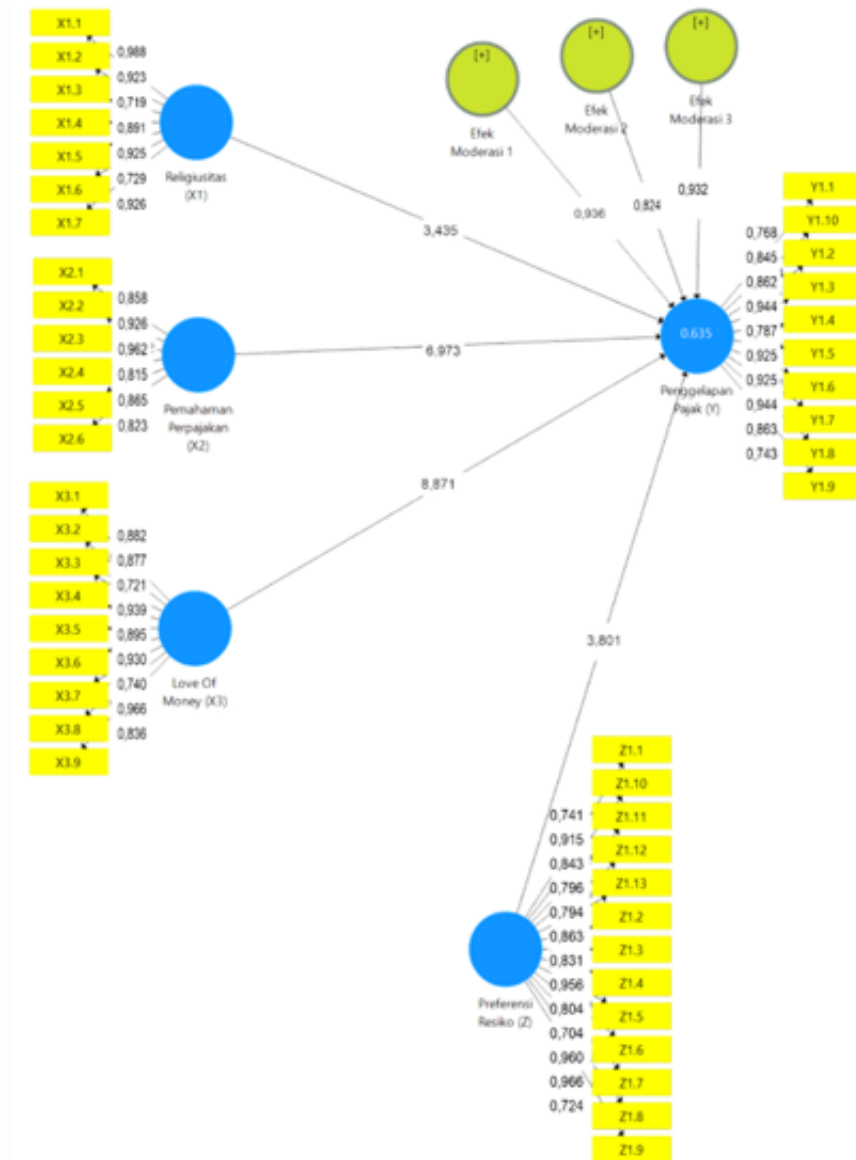 X1.1
X1.2
X1.3
X1.4
X1.5
X1.6
X1.7
0,988
0,923
0,719
0,891
0,925
0,729
0,926
Religiusitas
(X1)
[+]
Efek
Moderasi 1
[+]
Efek
Moderasi 2
[+]
Efek
Moderasi 3
0,936
0,824
0,932
3,435
X2.1
X2.2
X2.3
X2.4
X2.5
X2.6
0,858
0,926
0,962
0,815
0,865
0,823
Pemahaman
Perpajakan
(X2)
6,973
0.635
Penggelapan
Pajak (Y)
0,768
0,845
0,862
0,944
0,787
0,925
0,925
0,944
0,863
0,743
Y1.1
Y1.10
Y1.2
Y1.3
Y1.4
Y1.5
Y1.6
Y1.7
Y1.8
Y1.9
X3.1
X3.2
X3.3
X3.4
X3.5
X3.6
X3.7
X3.8
X3.9
0,882
0,877
0,721
0,939
0,895
0,930
0,740
0,966
0,836
Love Of
Money (X3)
8,871
3,801
Preferensi
Resiko (Z)
0,741
0,915
0,843
0,796
0,794
0,863
0,831
0,956
0,804
0,704
0,960
0,966
0,724
Z1.1
Z1.10
Z1.11
Z1.12
Z1.13
Z1.2
Z1.3
Z1.4
Z1.5
Z1.6
Z1.7
Z1.8
Z1.9